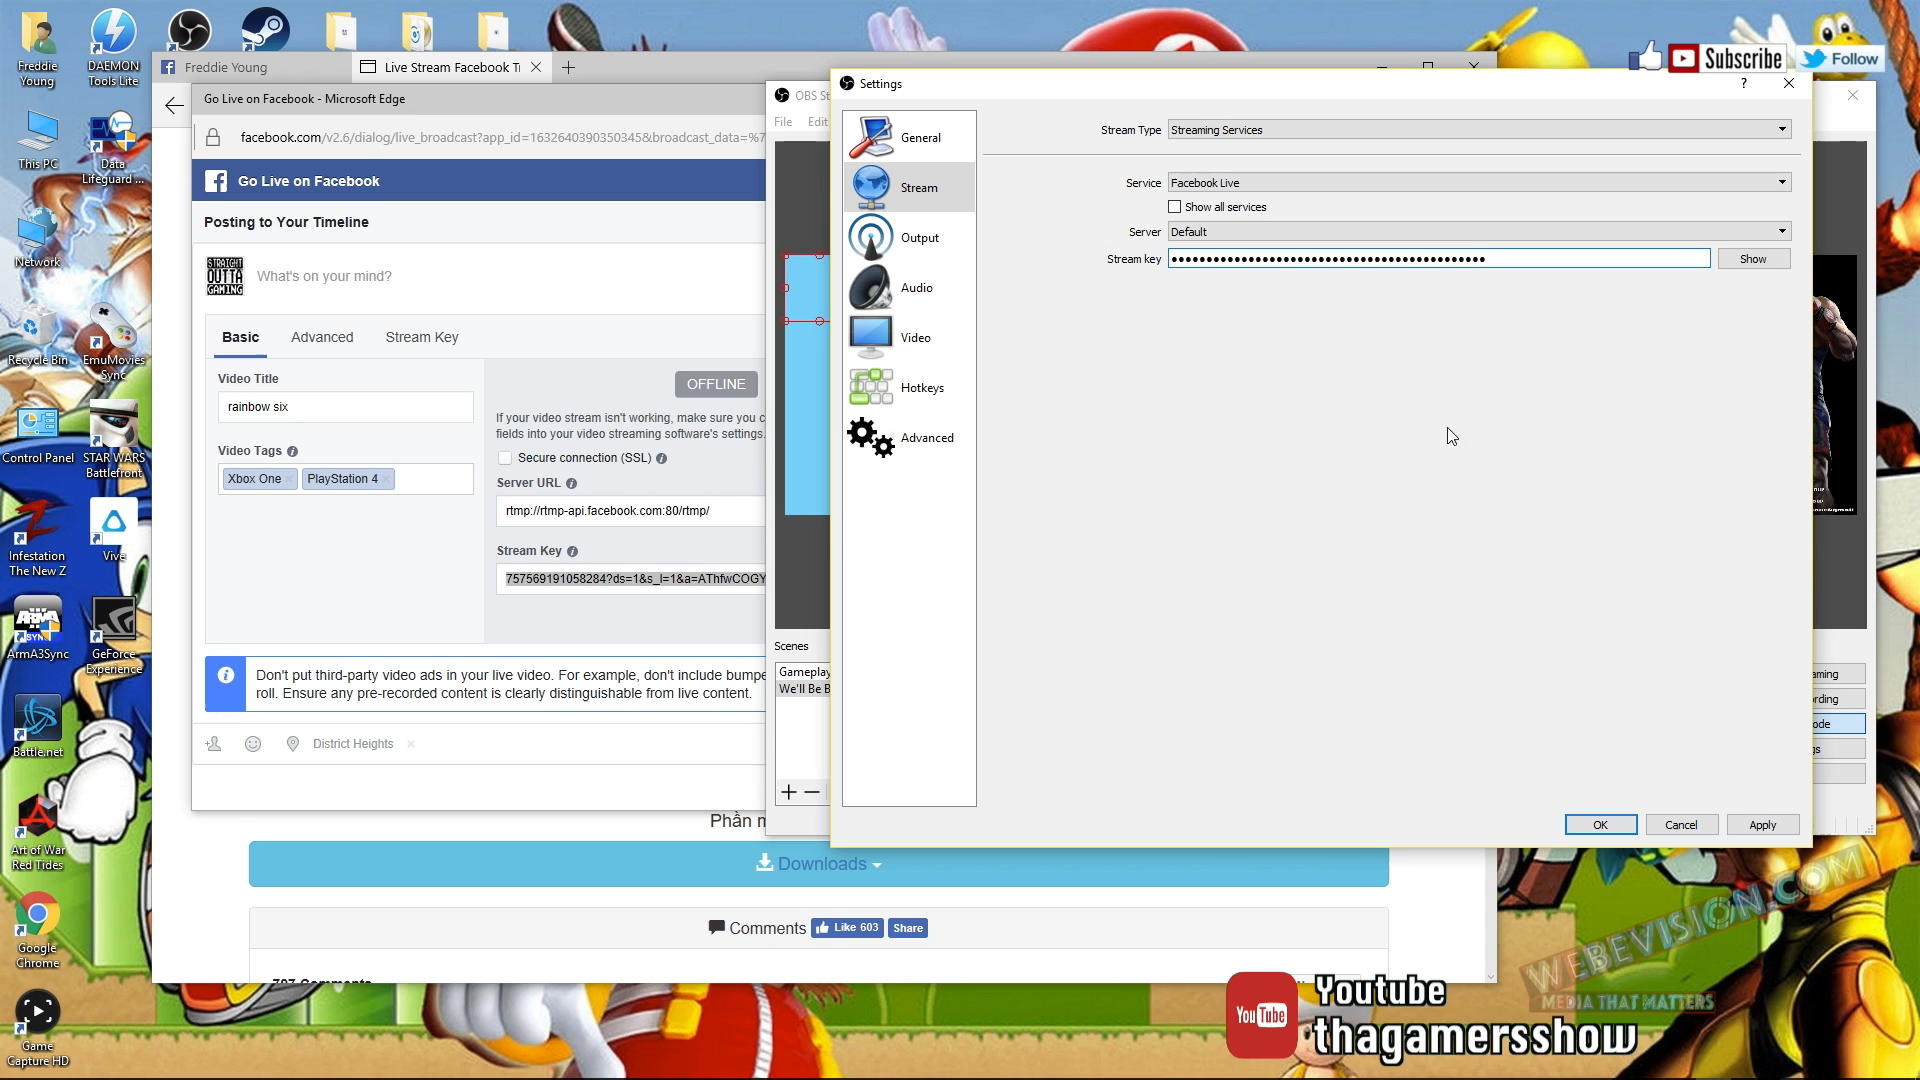 Freddie Young
DAEMON Tools Lite
This PC
Data Lifeguard ...
Network
Recycle Bin
EmuMovies Sync
Control Panel
STAR WARS Battlefront
Infestation The New Z
Vive
ArmA3Sync
GeForce Experience
Battle.net
Art of War Red Tides
Google Chrome
Game Capture HD
Freddie Young
Live Stream Facebook T
Go Live on Facebook - Microsoft Edge
facebook.com/v2.6/dialog/live_broadcast?app_id=1632640390350345&broadcast_data=%7
Go Live on Facebook
Posting to Your Timeline
STRAIGHT
OUTTA
GAMING
What's on your mind?
Basic
Advanced
Stream Key
Video Title
rainbow six
Video Tags
Xbox One
PlayStation 4
OFFLINE
If your video stream isn't working, make sure you c
fields into your video streaming software's settings.
Secure connection (SSL)
Server URL
rtmp://rtmp-api.facebook.com:80/rtmp/
Stream Key
757569191058284?ds=1&s_l=1&a=AThfwCOGY
Don't put third-party video ads in your live video. For example, don't include bumpe
roll. Ensure any pre-recorded content is clearly distinguishable from live content.
District Heights
Phần m
Downloads
Comments
Like 603
Share
OBS St
File
Edit
Scenes
Gameplay
We'll Be B
aming
rding
ode
gs
Settings
?
General
Stream
Output
Audio
Video
Hotkeys
Advanced
Stream Type
Streaming Services
Service
Facebook Live
Show all services
Server
Default
Stream key
Show
OK
Cancel
Apply
Subscribe
Follow
WEBEVISION.COM
MEDIA THAT MATTERS
YouTube
Youtube
thagamersshow